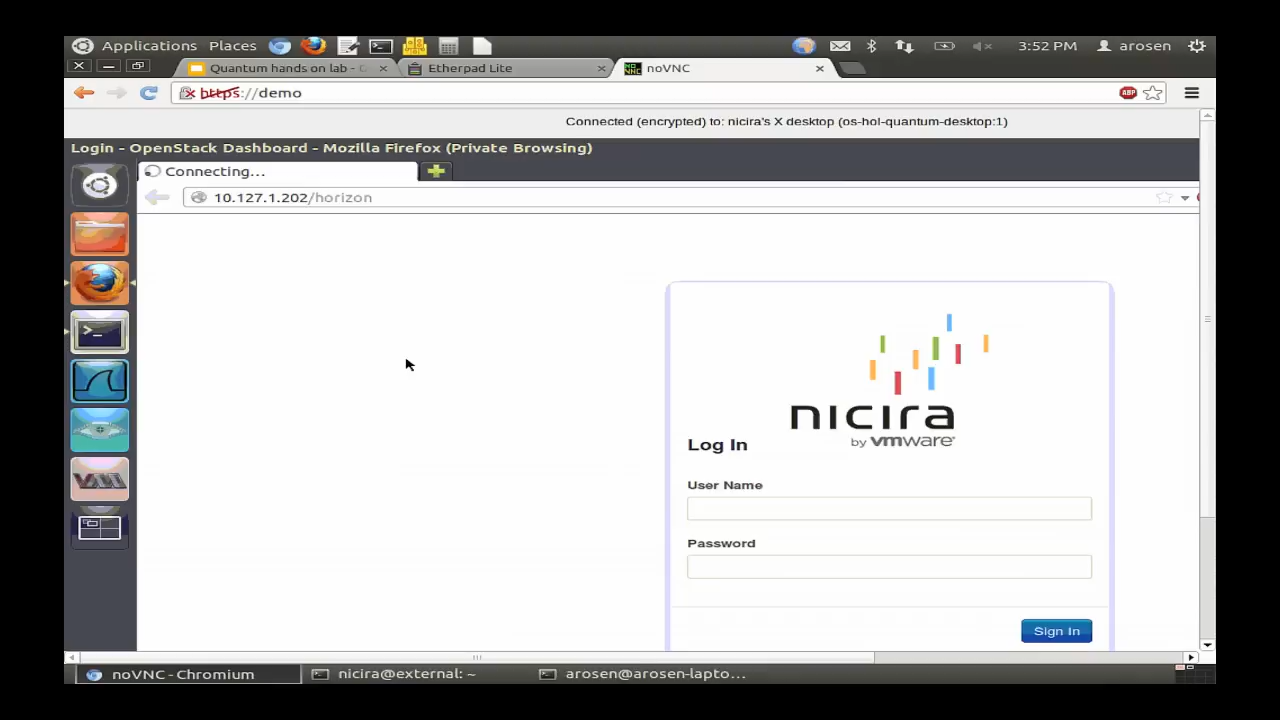 Applications Places 3:52 PM arosen
Quantum hands on lab - Etherpad Lite noVNC
https://demo ABP
Connected (encrypted) to: nicira's X desktop (os-hol-quantum-desktop:1)
Login - OpenStack Dashboard - Mozilla Firefox (Private Browsing)
Connecting...
10.127.1.202/horizon
nicira
by vmware
Log In
User Name
Password
Sign In
noVNC - Chromium nicira@external: ~ arosen@arosen-lapto...